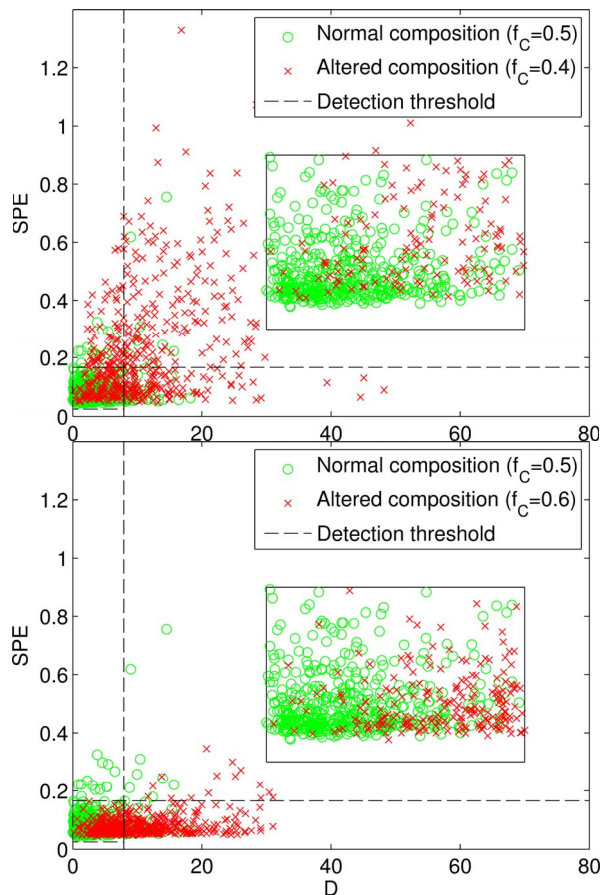 Normal composition (f_C=0.5)
Altered composition (f_C=0.4)
Detection threshold
1.2
1
0.8
0.6
0.4
0.2
0
SPE
0 20 40 60 80
Normal composition (f_C=0.5)
Altered composition (f_C=0.6)
Detection threshold
1.2
1
0.8
0.6
0.4
0.2
0
SPE
0 20 40 60 80
D